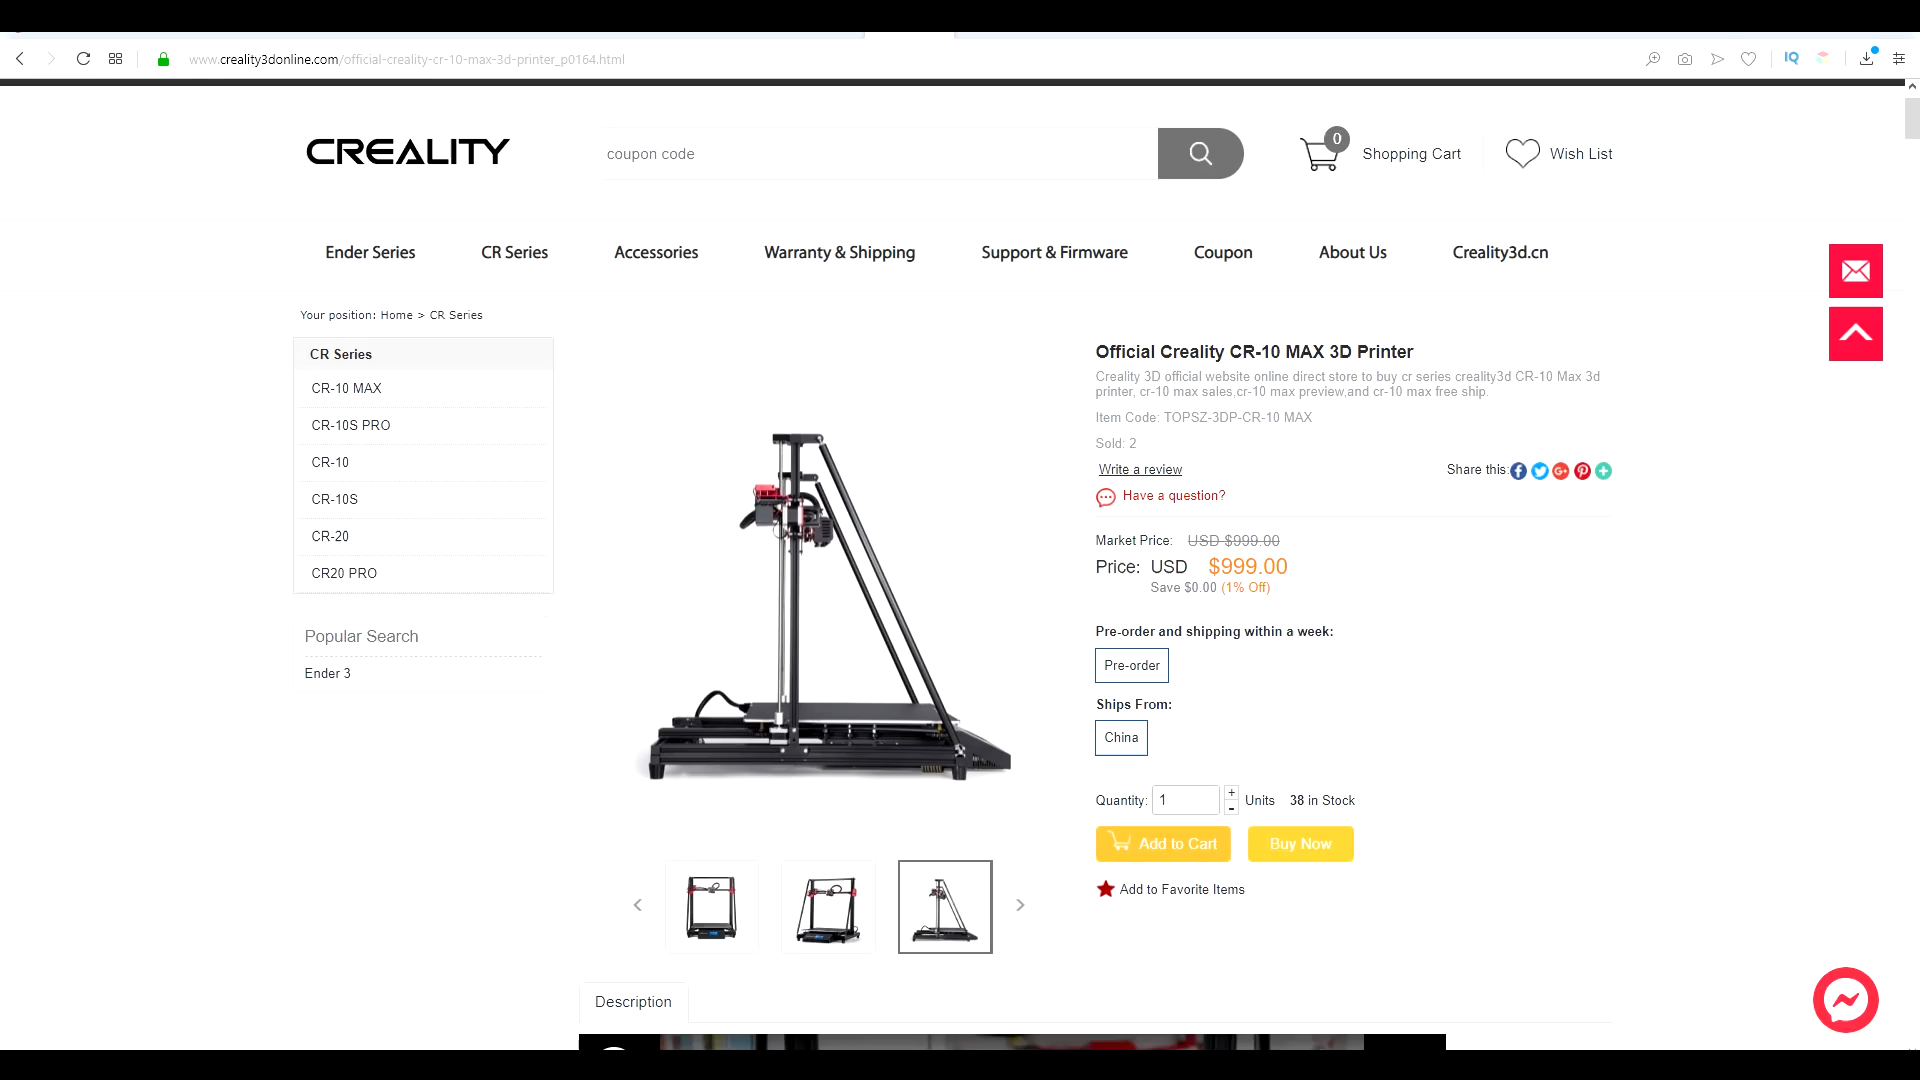 www.creality3donline.com/official-creality-cr-10-max-3d-printer_p0164.html
IQ
CREALITY
coupon code
0
Shopping Cart
Wish List
Ender Series
CR Series
Accessories
Warranty & Shipping
Support & Firmware
Coupon
About Us
Creality3d.cn
Your position: Home > CR Series
CR Series
CR-10 MAX
CR-10S PRO
CR-10
CR-10S
CR-20
CR20 PRO
Popular Search
Ender 3
Official Creality CR-10 MAX 3D Printer
Creality 3D official website online direct store to buy cr series creality3d CR-10 Max 3d
printer, cr-10 max sales,cr-10 max preview,and cr-10 max free ship.
Item Code: TOPSZ-3DP-CR-10 MAX
Sold: 2
Write a review
Share this:
Have a question?
Market Price: USD $999.00
Price: USD $999.00
Save $0.00 (1% Off)
Pre-order and shipping within a week:
Pre-order
Ships From:
China
Quantity: 1 + - Units 38 in Stock
Add to Cart
Buy Now
Add to Favorite Items
Description